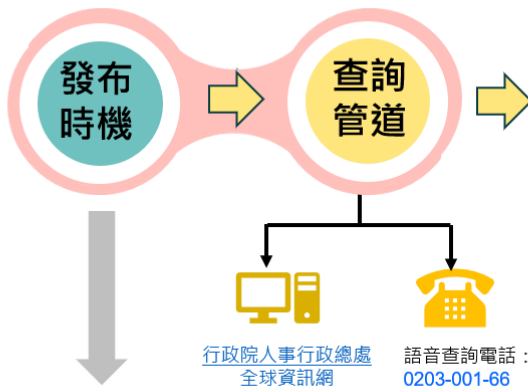 發布
時機
查詢
管道
行政院人事行政總處
全球資訊網
語音查詢電話：
0203-001-66